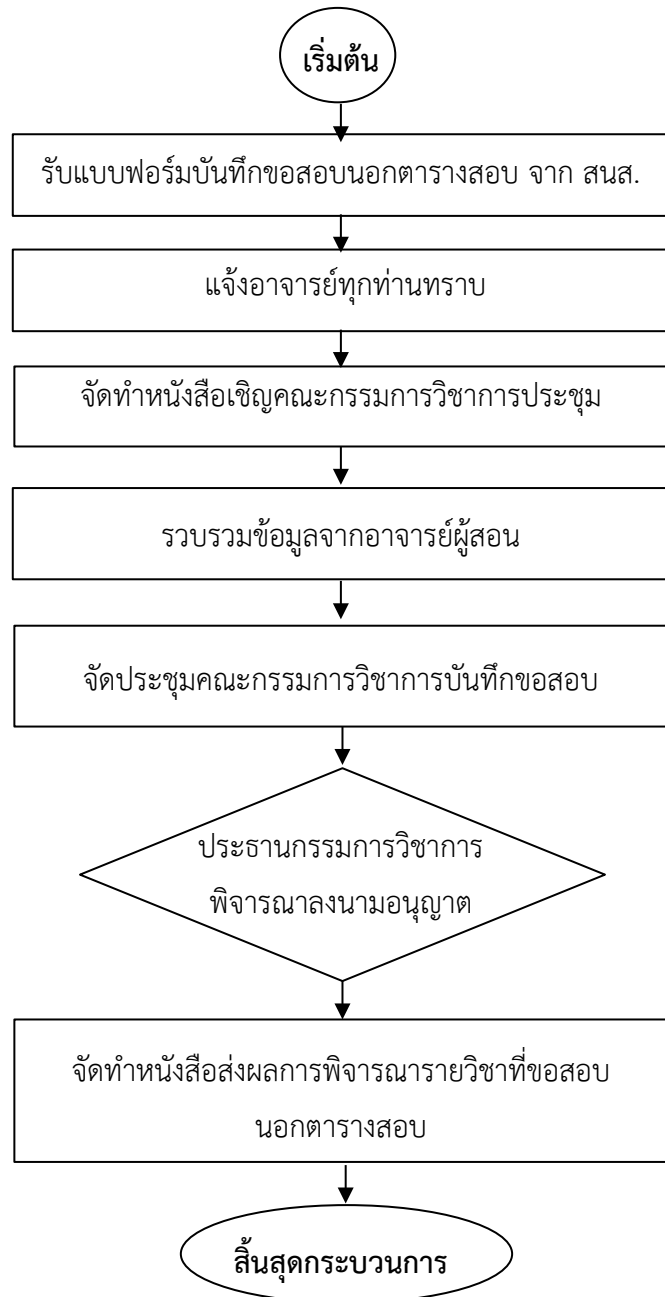 เริ่มต้น
รับแบบฟอร์มบันทึกขอสอบนอกตารางสอบ จาก สนส.
แจ้งอาจารย์ทุกท่านทราบ
จัดทำหนังสือเชิญคณะกรรมการวิชาการประชุม
รวบรวมข้อมูลจากอาจารย์ผู้สอน
จัดประชุมคณะกรรมการวิชาการบันทึกขอสอบ
ประธานกรรมการวิชาการ
พิจารณาลงนามอนุญาต
จัดทำหนังสือส่งผลการพิจารณารายวิชาที่ขอสอบ
นอกตารางสอบ
สิ้นสุดกระบวนการ